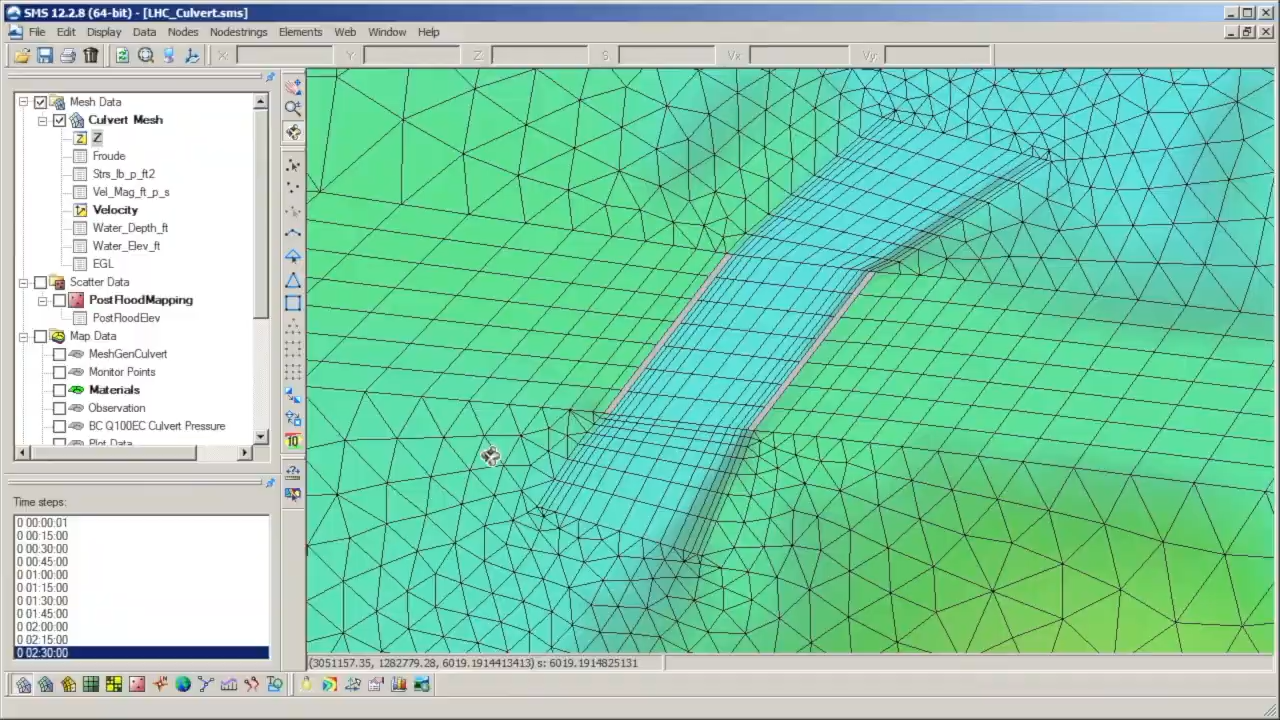 SMS 12.2.8 (64-bit) - [LHC_Culvert.sms]
File Edit Display Data Nodes Nodestrings Elements Web Window Help
X: Y: Z: S: Vx: Vy:
Mesh Data
Culvert Mesh
Z
Froude
Strs_lb_p_ft2
Vel_Mag_ft_p_s
Velocity
Water_Depth_ft
Water_Elev_ft
EGL
Scatter Data
PostFloodMapping
PostFloodElev
Map Data
MeshGenCulvert
Monitor Points
Materials
Observation
BC Q100EC Culvert Pressure
Plot Data
Time steps:
0 00:00:01
0 00:15:00
0 00:30:00
0 00:45:00
0 01:00:00
0 01:15:00
0 01:30:00
0 01:45:00
0 02:00:00
0 02:15:00
0 02:30:00
(3051157.35, 1282779.28, 6019.1914413413) s: 6019.1914825131